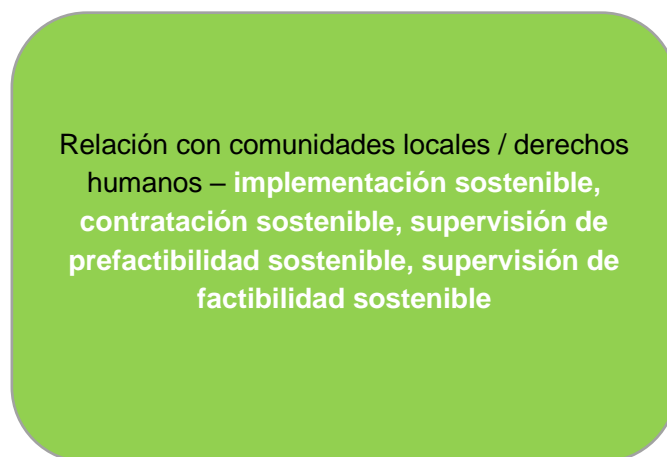 Relación con comunidades locales / derechos
humanos – implementación sostenible,
contratación sostenible, supervisión de
prefactibilidad sostenible, supervisión de
factibilidad sostenible